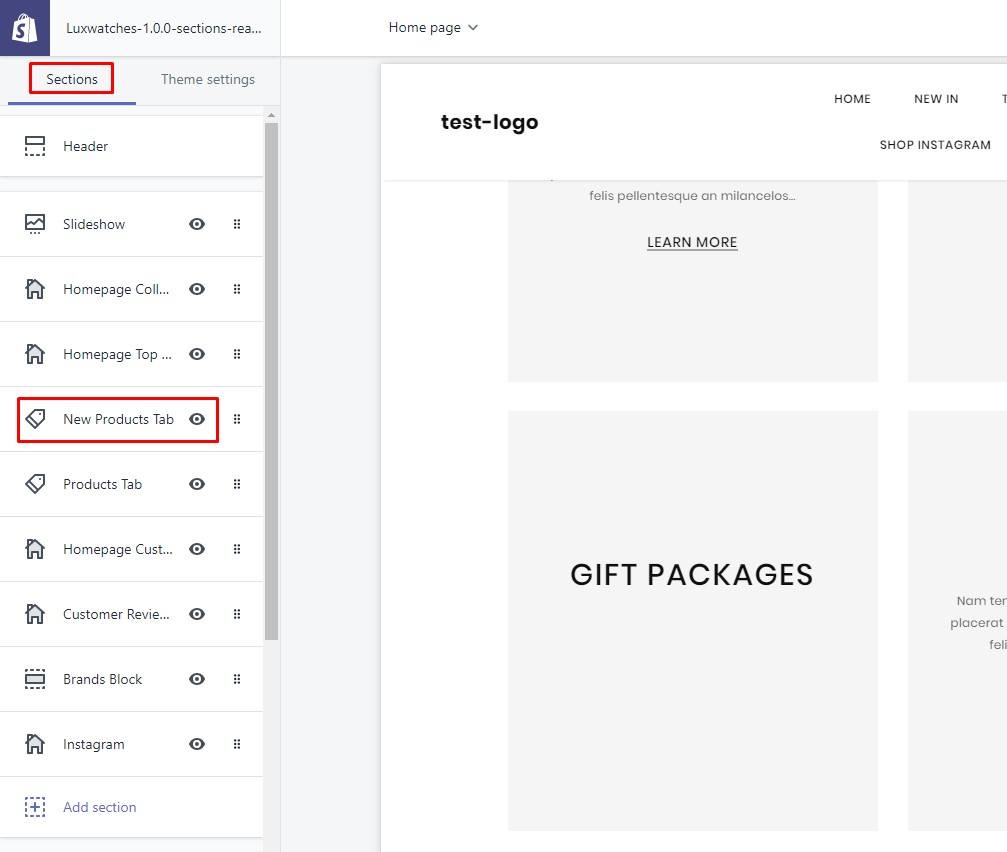 Luxwatches-1.0.0-sections-rea...
Home page
Sections
Theme settings
Header
Slideshow
Homepage Coll...
Homepage Top ...
New Products Tab
Products Tab
Homepage Cust...
Customer Revie...
Brands Block
Instagram
Add section
test-logo
HOME
NEW IN
SHOP INSTAGRAM
felis pellentesque an milancelos...
LEARN MORE
GIFT PACKAGES
Nam ter
placerat
feli